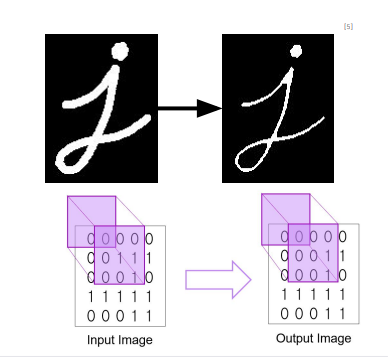 [5]
j
0 0 0 0 0
0 0 1 1 1
0 0 0 1 0
1 1 1 1 1
0 0 0 1 1
Input Image
j
0 0 0 0 0
0 0 0 1 0
0 0 0 0 0
1 1 1 1 1
0 0 0 1 1
Output Image